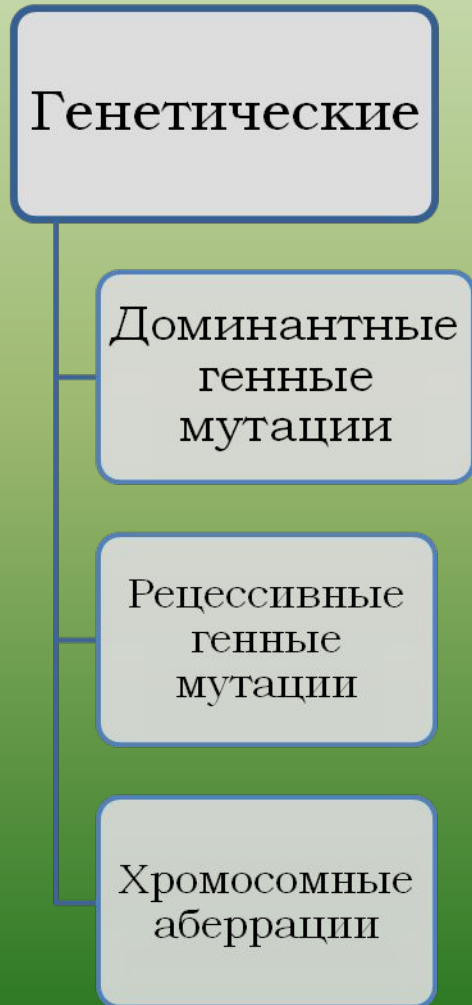 Генетические
Доминантные
генные
мутации
Рецессивные
генные
мутации
Хромосомные
аберрации